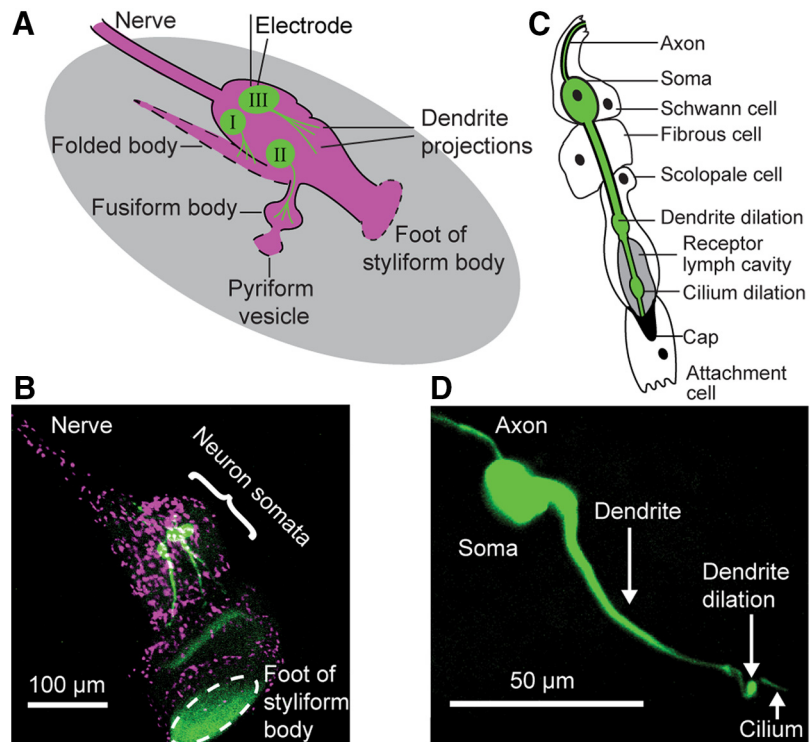 A
Nerve
Electrode
III
I
II
Folded body
Dendrite
projections
Fusiform body
Foot of
styliform body
Pyriform
vesicle
C
Axon
Soma
Schwann cell
Fibrous cell
Scolopale cell
Dendrite dilation
Receptor
lymph cavity
Cilium dilation
Cap
Attachment
cell
B
Nerve
Neuron somata
100 µm
Foot of
styliform
body
D
Axon
Soma
Dendrite
Dendrite
dilation
50 µm
Cilium